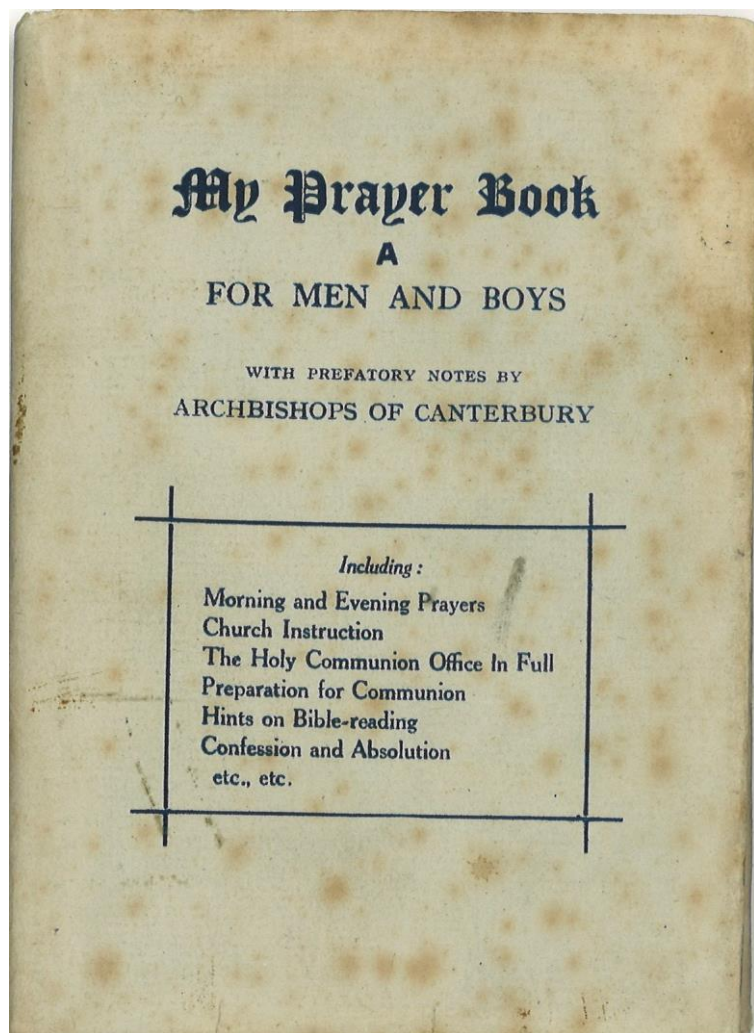 My Prayer Book
A
FOR MEN AND BOYS
WITH PREFATORY NOTES BY
ARCHBISHOPS OF CANTERBURY
Including :
Morning and Evening Prayers
Church Instruction
The Holy Communion Office In Full
Preparation for Communion
Hints on Bible-reading
Confession and Absolution
etc., etc.